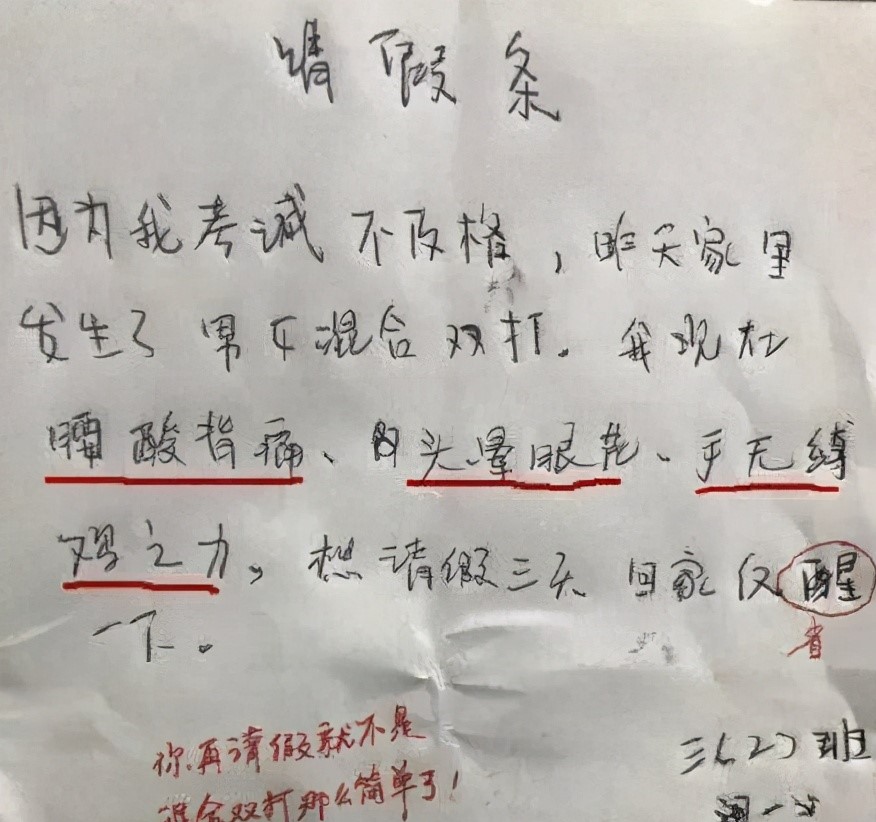 请假条
因为我考诚不及格，昨天家里
发生了男女混合双打。我现在
腰酸背痛、头晕眼花、手无缚
鸡之力，想请假三天回家反醒
一下。
省
你再请假就不是
混合双打那么简单了！
三（2）班